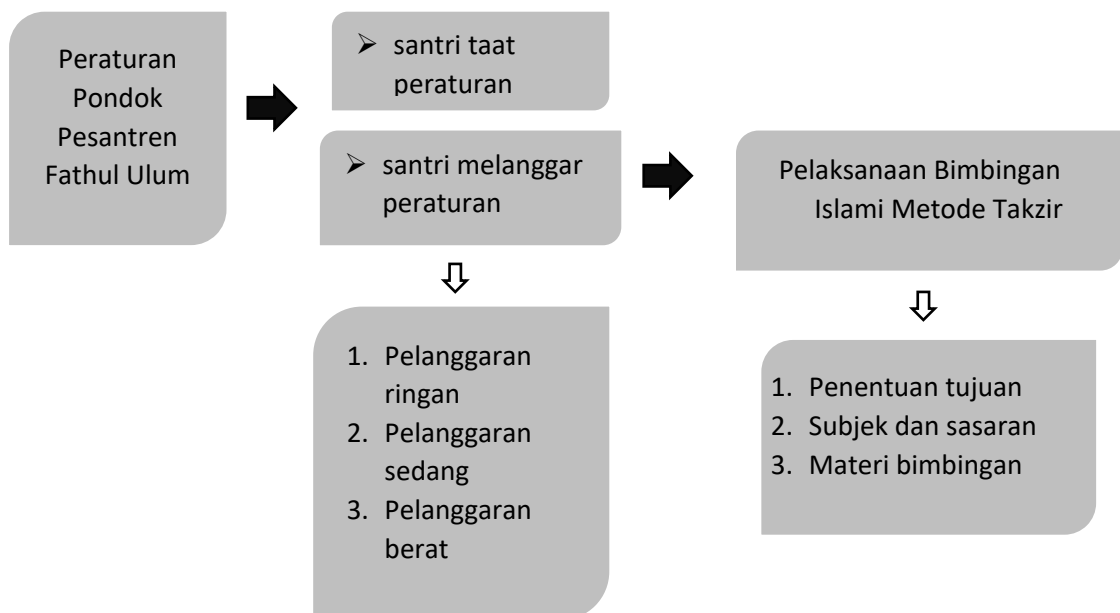 Peraturan
Pondok
Pesantren
Fathul Ulum
➢ santri taat
peraturan
➢ santri melanggar
peraturan
Pelaksanaan Bimbingan
Islami Metode Takzir
1. Pelanggaran
ringan
2. Pelanggaran
sedang
3. Pelanggaran
berat
1. Penentuan tujuan
2. Subjek dan sasaran
3. Materi bimbingan